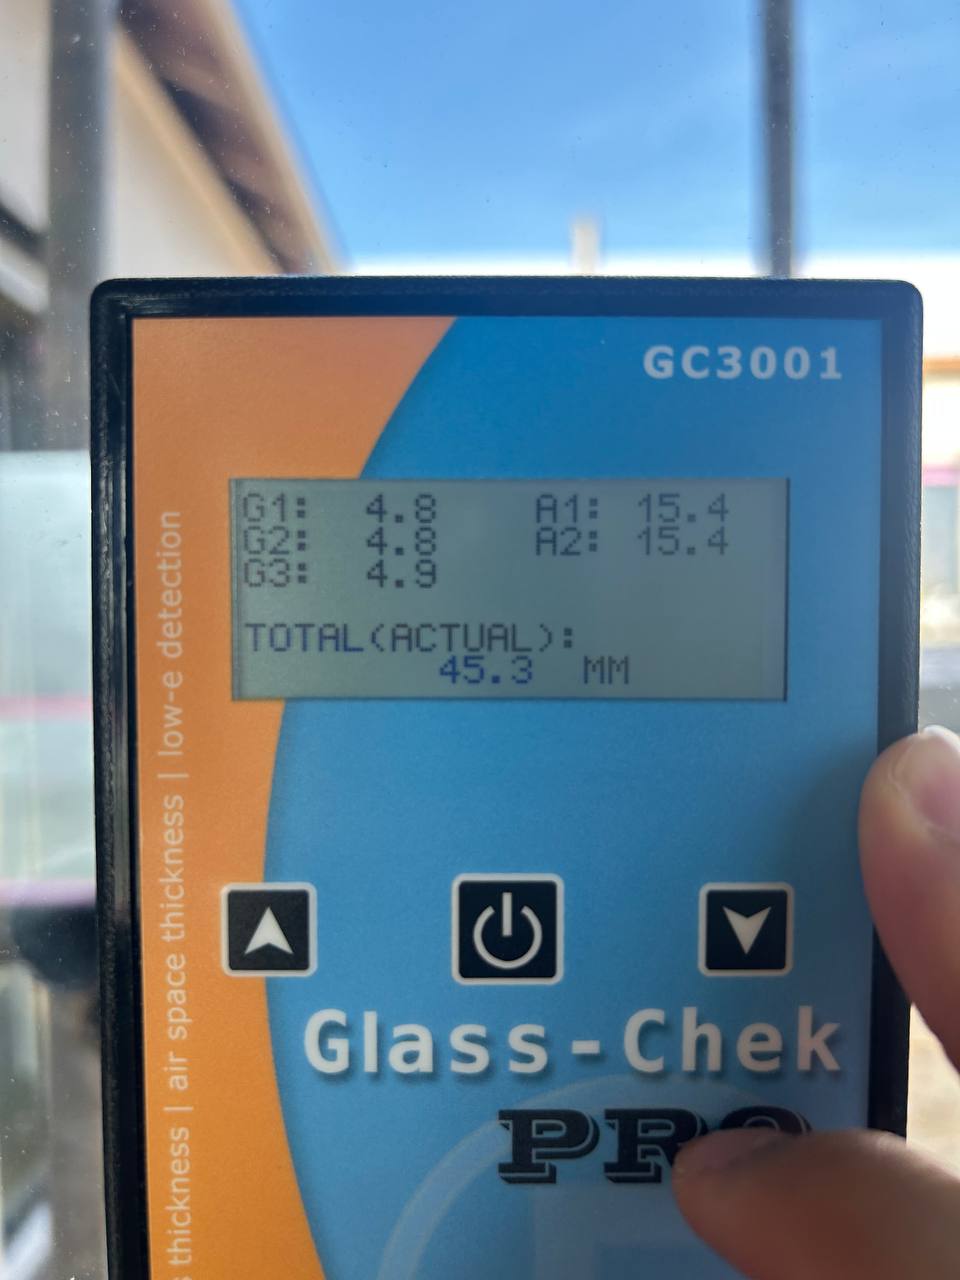 GC3001
G1: 4.8 A1: 15.4
G2: 4.8 A2: 15.4
G3: 4.9
TOTAL(ACTUAL):
45.3 MM
thickness | air space thickness | low-e detection
Glass-Chek
PRO